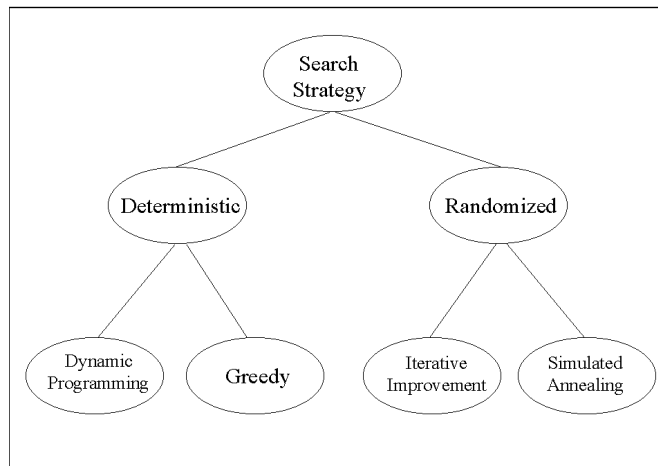 Search
Strategy
Deterministic
Randomized
Dynamic
Programming
Greedy
Iterative
Improvement
Simulated
Annealing